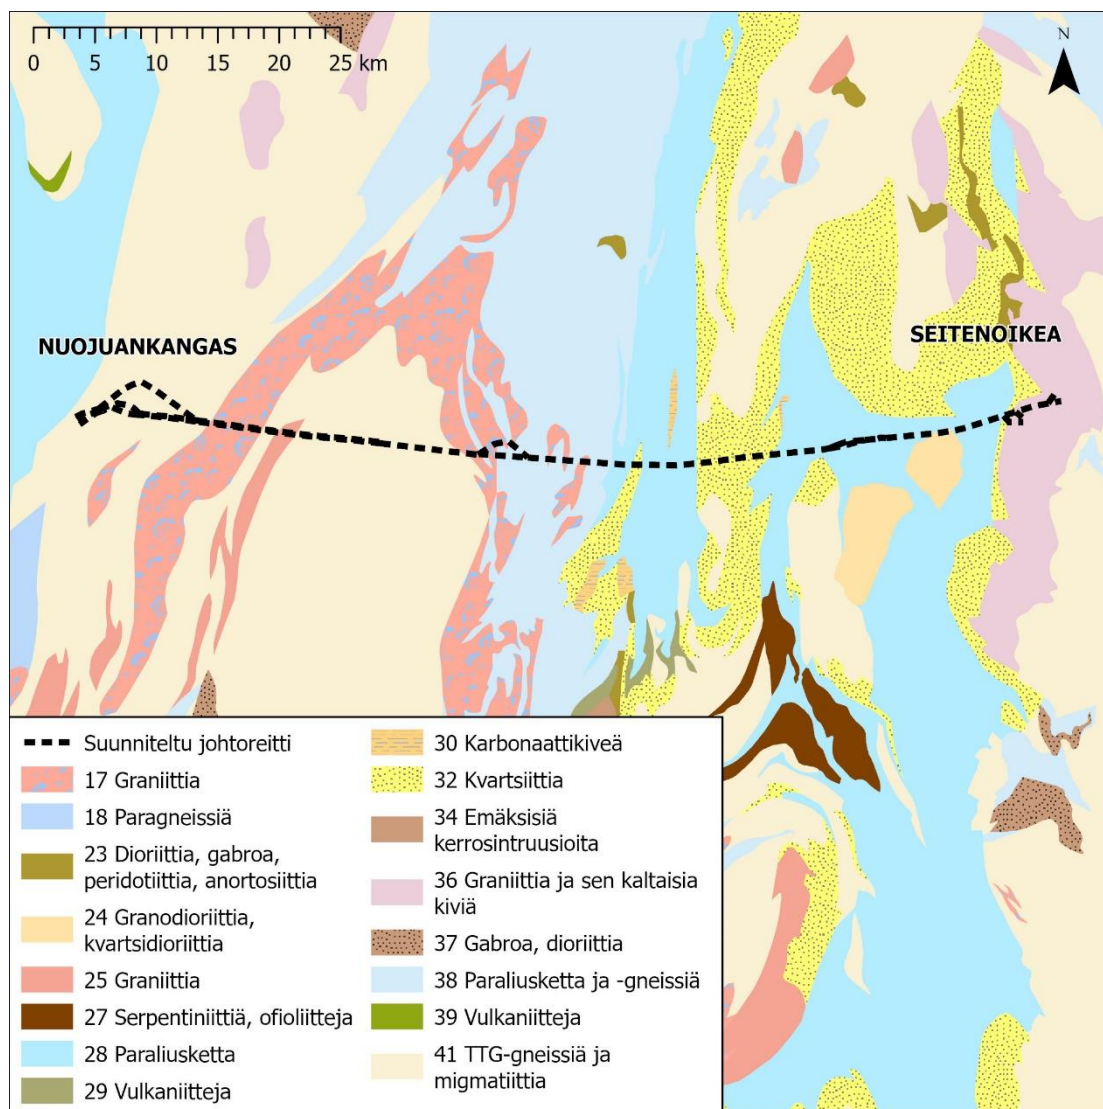 0 5 10 15 20 25 km
N
NUOJUANKANGAS
SEITENOIKEA
Suunniteltu johtoreitti
17 Graniittia
18 Paragneissiä
23 Dioriittia, gabroa,
peridotiittia, anortosiittia
24 Granodioriittia,
kvartsidioriittia
25 Graniittia
27 Serpentiniittiä, ofioliitteja
28 Paraliusketta
29 Vulkaniitteja
30 Karbonaattikiveä
32 Kvartsiittia
34 Emäksisiä
kerrosintruusioita
36 Graniittia ja sen kaltaisia
kiviä
37 Gabroa, dioriittia
38 Paraliusketta ja -gneissiä
39 Vulkaniitteja
41 TTG-gneissiä ja
migmatiittia